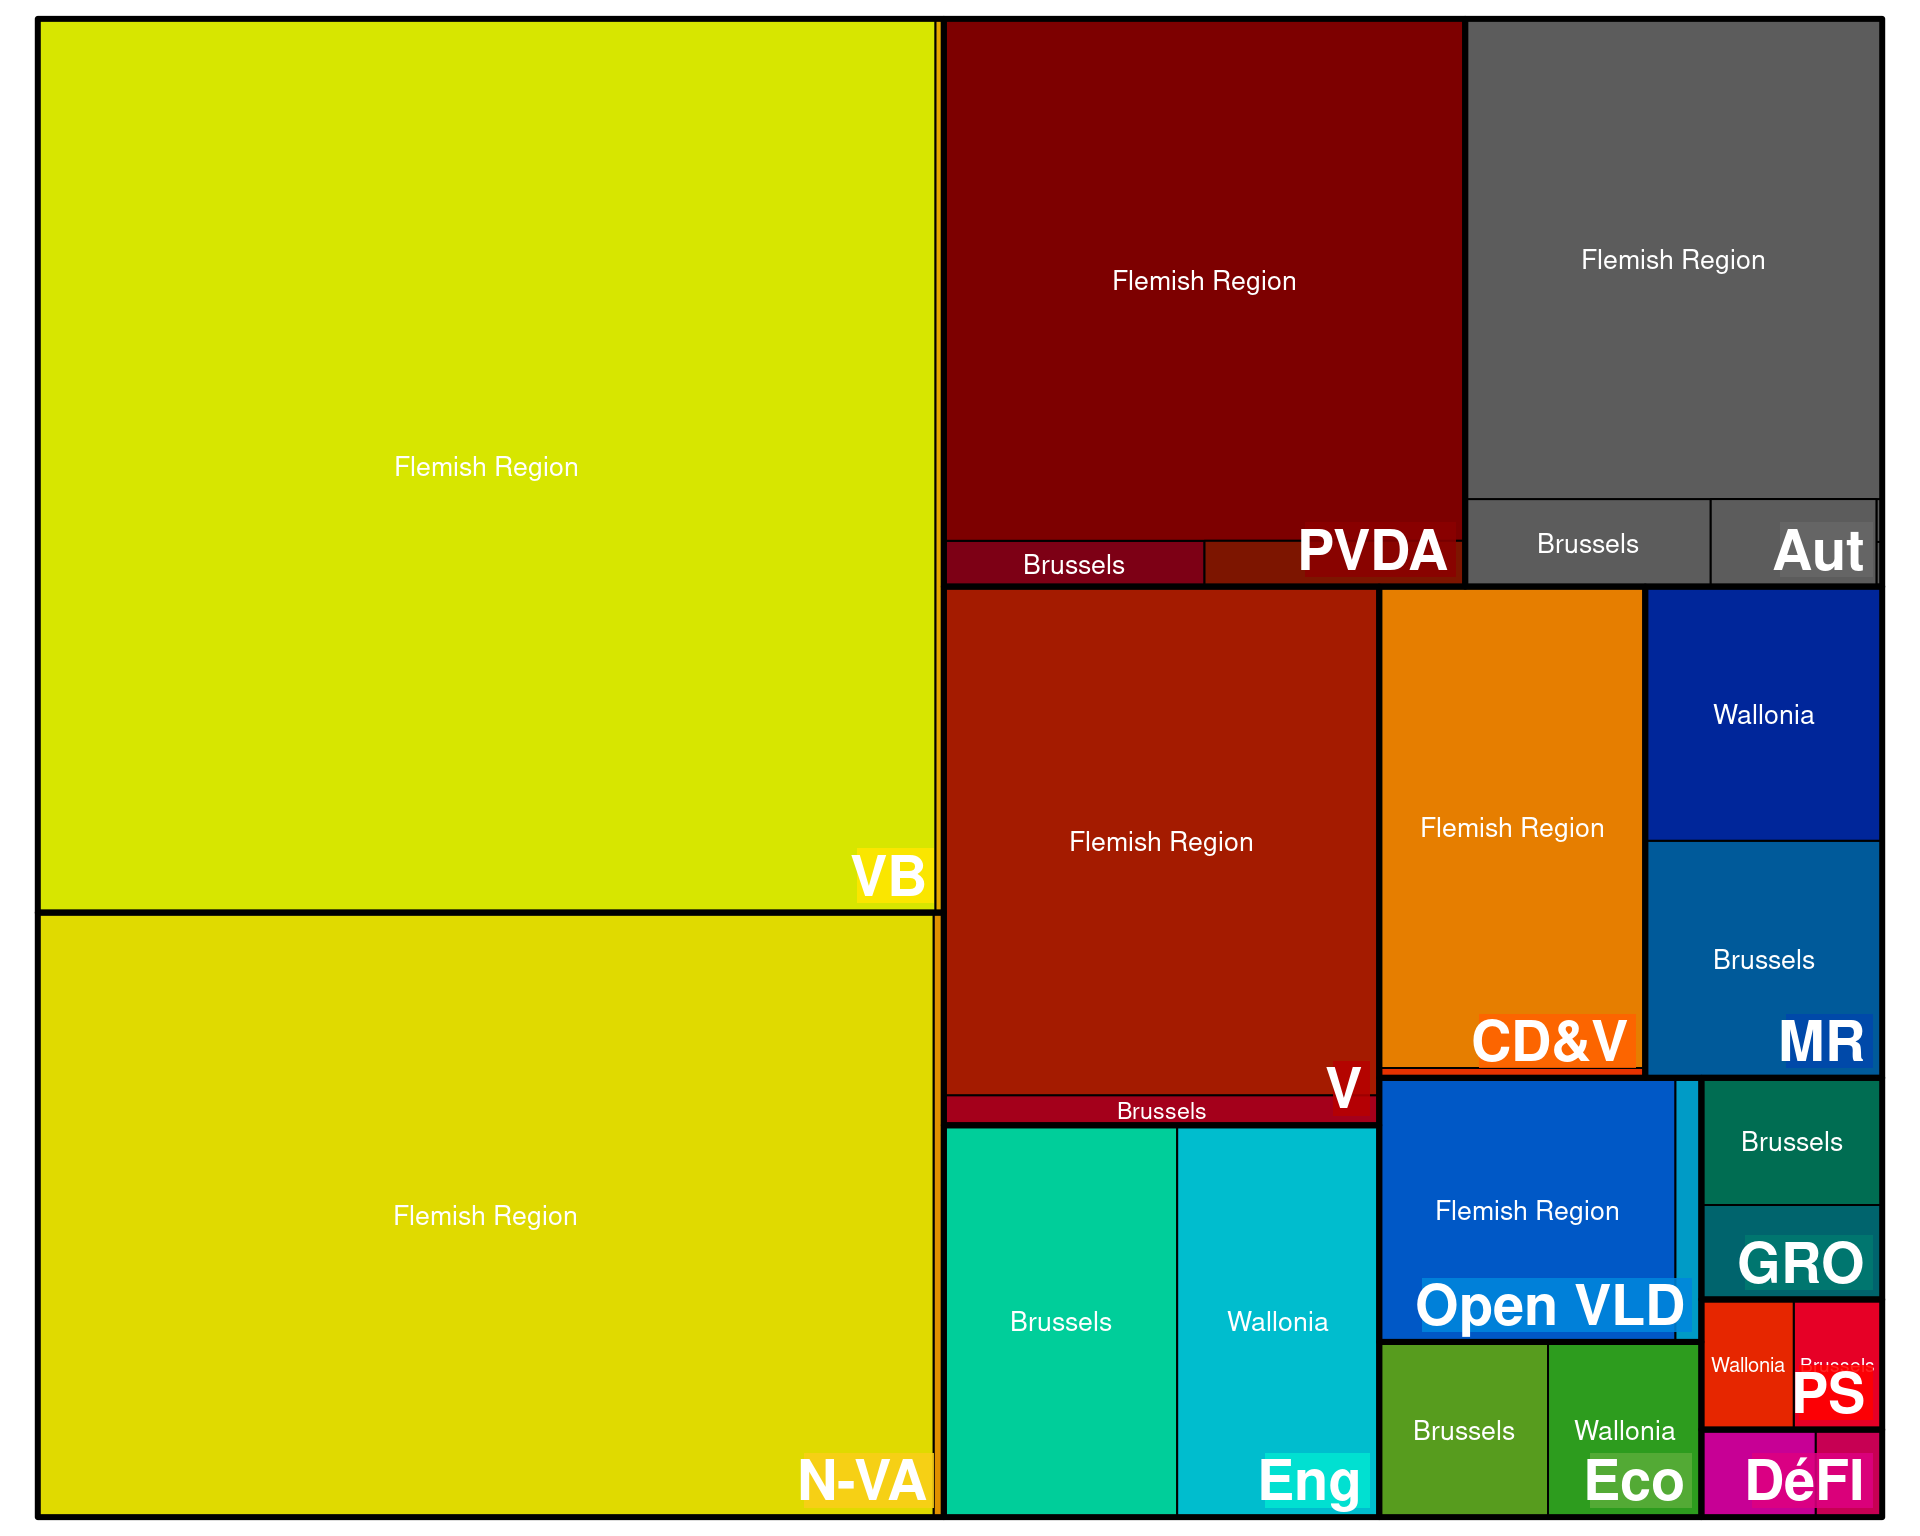 Flemish Region
VB
Flemish Region
N-VA
Flemish Region
Brussels
PVDA
Flemish Region
Brussels
Aut
Flemish Region
Brussels
V
Flemish Region
CD&V
Wallonia
Brussels
MR
Brussels
Wallonia
Eng
Flemish Region
Open VLD
Brussels
Wallonia
Eco
Brussels
GRO
Wallonia
Brussels
PS
DéFI